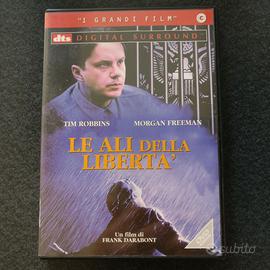 "I GRANDI FILM"
dts DIGITAL SURROUND
TIM ROBBINS MORGAN FREEMAN
LE ALI DELLA
LIBERTA'
Un film di
FRANK DARABONT
subito